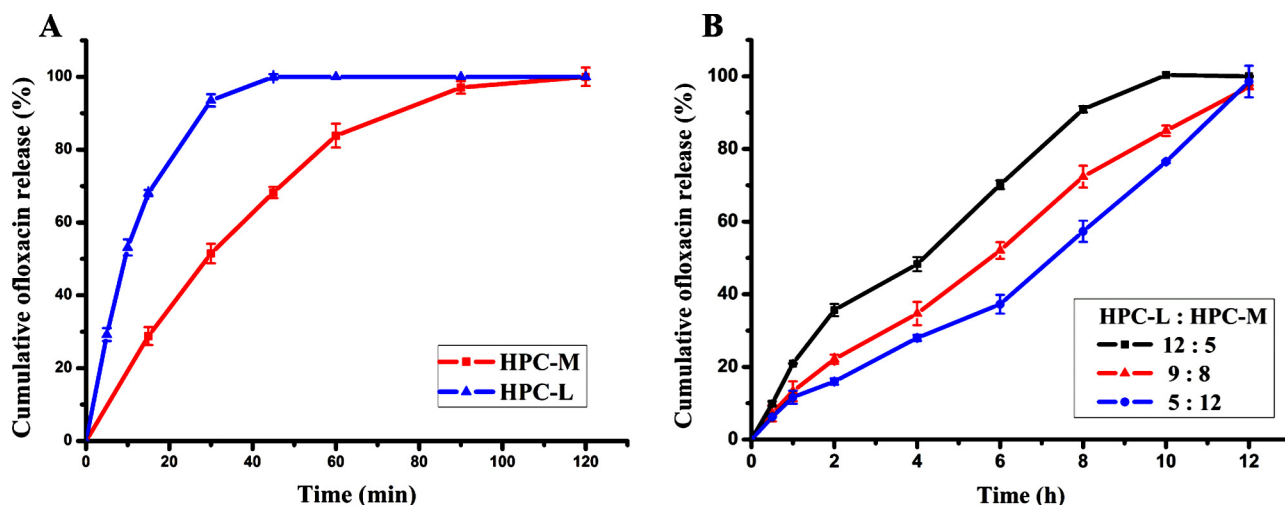 A
Cumulative ofloxacin release (%)
100
80
60
40
20
0
0 20 40 60 80 100 120
Time (min)
HPC-M
HPC-L
B
Cumulative ofloxacin release (%)
100
80
60
40
20
0
0 2 4 6 8 10 12
Time (h)
HPC-L : HPC-M
12 : 5
9 : 8
5 : 12